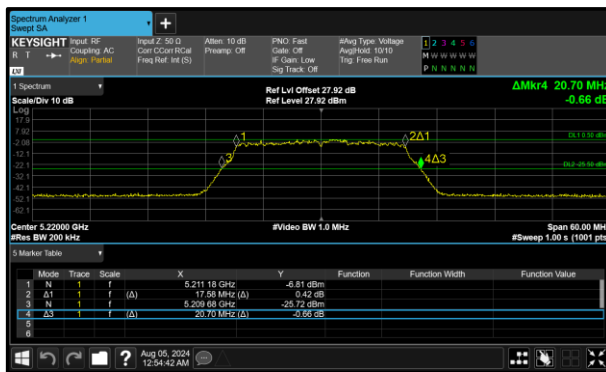 Spectrum Analyzer 1
Swept SA
+
KEYSIGHT Input: RF Input Z: 50 Ω Atten: 10 dB PNO: Fast #Avg Type: Voltage 1 2 3 4 5 6
R T Coupling: AC Corr CCorr RCal Preamp: Off Gate: Off Avg|Hold: 10/10 M W W W W W
Align: Partial Freq Ref: Int (S) IF Gain: Low Trig: Free Run P N N N N N
Sig Track: Off
LXI
1 Spectrum Ref Lvl Offset 27.92 dB ΔMkr4 20.70 MHz
Scale/Div 10 dB Ref Level 27.92 dBm -0.66 dB
Log
17.9
7.92 1 2Δ1
-2.08 DL1 0.50 dBm
-12.1
-22.1 3 4Δ3 DL2 -25.50 dBm
-32.1
-42.1
-52.1
-62.1
Center 5.22000 GHz #Video BW 1.0 MHz Span 60.00 MHz
#Res BW 200 kHz #Sweep 1.00 s (1001 pts)
5 Marker Table
Mode Trace Scale X Y Function Function Width Function Value
1 N 1 f 5.211 18 GHz -6.81 dBm
2 Δ1 1 f (Δ) 17.58 MHz (Δ) 0.42 dB
3 N 1 f 5.209 68 GHz -25.72 dBm
4 Δ3 1 f (Δ) 20.70 MHz (Δ) -0.66 dB
5
6
? Aug 05, 2024
12:54:42 AM